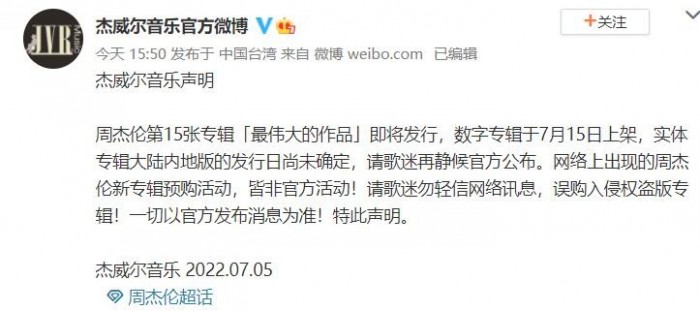 JVR Music
杰威尔音乐官方微博
+关注
今天 15:50 发布于 中国台湾 来自 微博 weibo.com 已编辑
杰威尔音乐声明
周杰伦第15张专辑「最伟大的作品」即将发行，数字专辑于7月15日上架，实体
专辑大陆内地版的发行日尚未确定，请歌迷再静候官方公布。网络上出现的周杰
伦新专辑预购活动，皆非官方活动！请歌迷勿轻信网络讯息，误购入侵权盗版专
辑！一切以官方发布消息为准！特此声明。
杰威尔音乐 2022.07.05
周杰伦超话